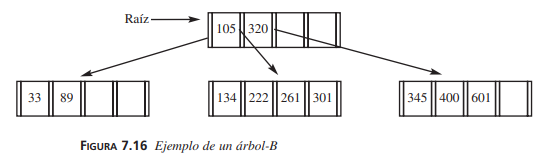 Raíz
105 320
33 89
134 222 261 301
345 400 601
FIGURA 7.16 Ejemplo de un árbol-B